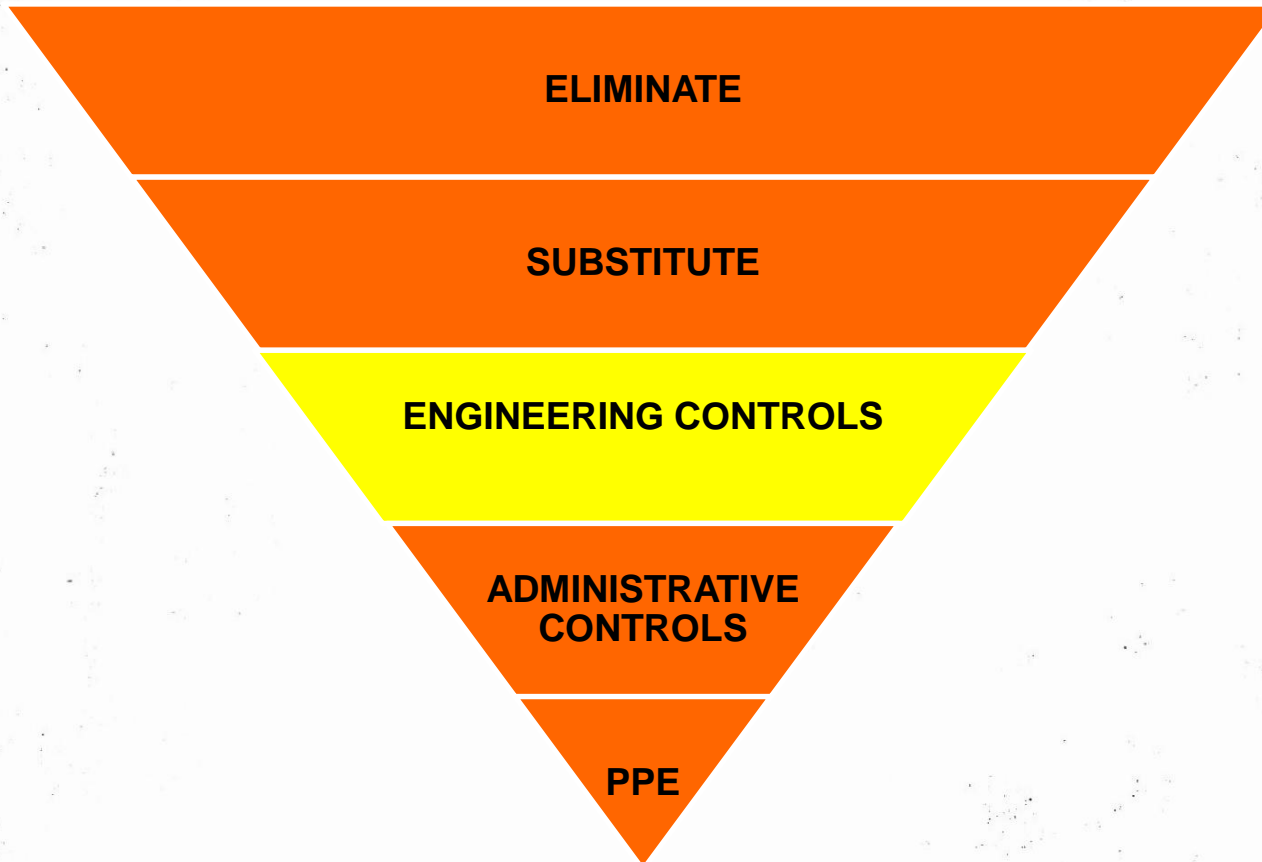 ELIMINATE
SUBSTITUTE
ENGINEERING CONTROLS
ADMINISTRATIVE
CONTROLS
PPE